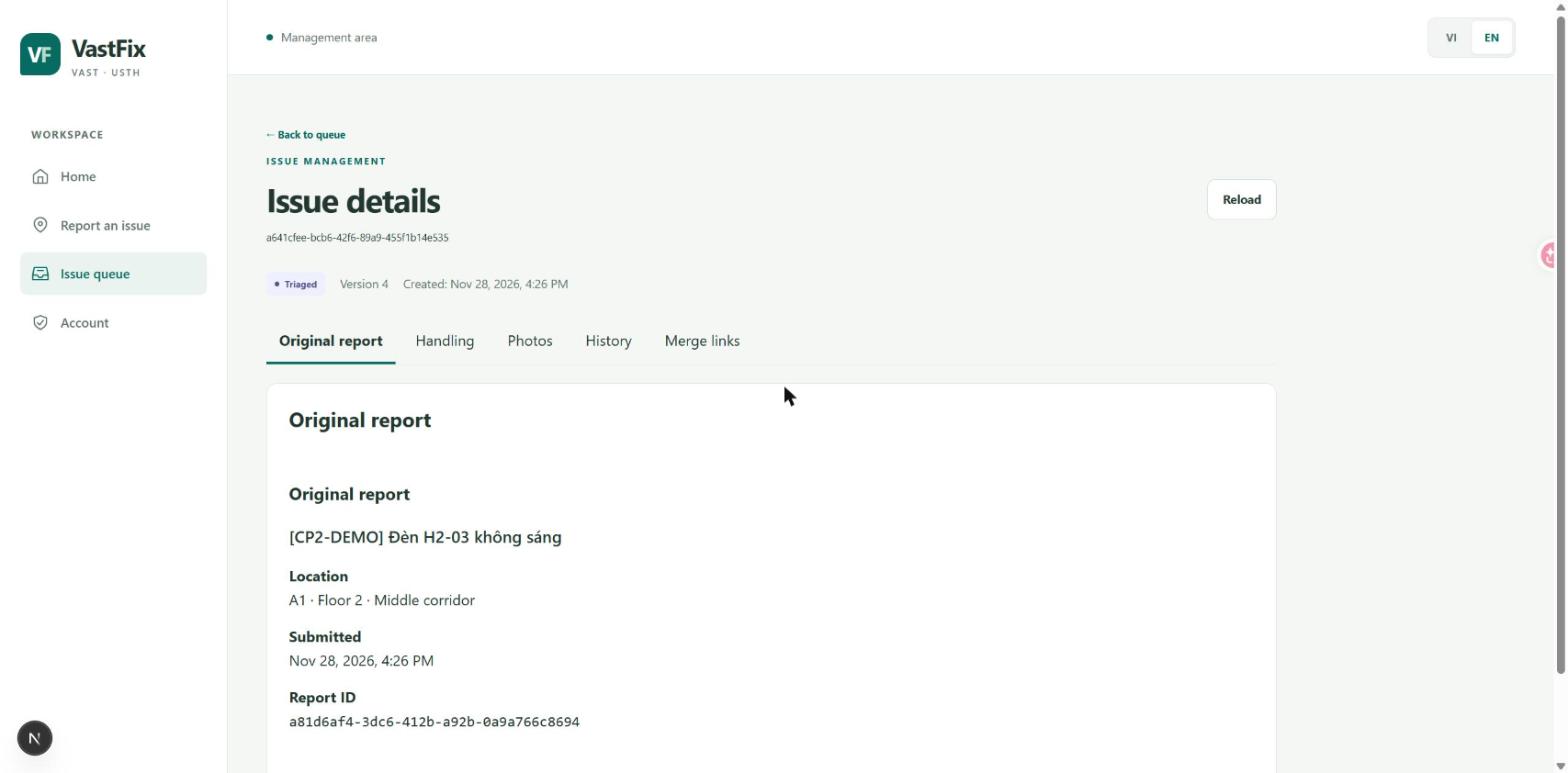 VF
VastFix
VAST · USTH
WORKSPACE
Home
Report an issue
Issue queue
Account
N
Management area
VI EN
← Back to queue
ISSUE MANAGEMENT
Issue details
Reload
a641cfee-bcb6-42f6-89a9-455f1b14e535
Triaged Version 4 Created: Nov 28, 2026, 4:26 PM
Original report Handling Photos History Merge links
Original report
Original report
[CP2-DEMO] Đèn H2-03 không sáng
Location
A1 · Floor 2 · Middle corridor
Submitted
Nov 28, 2026, 4:26 PM
Report ID
a81d6af4-3dc6-412b-a92b-0a9a766c8694